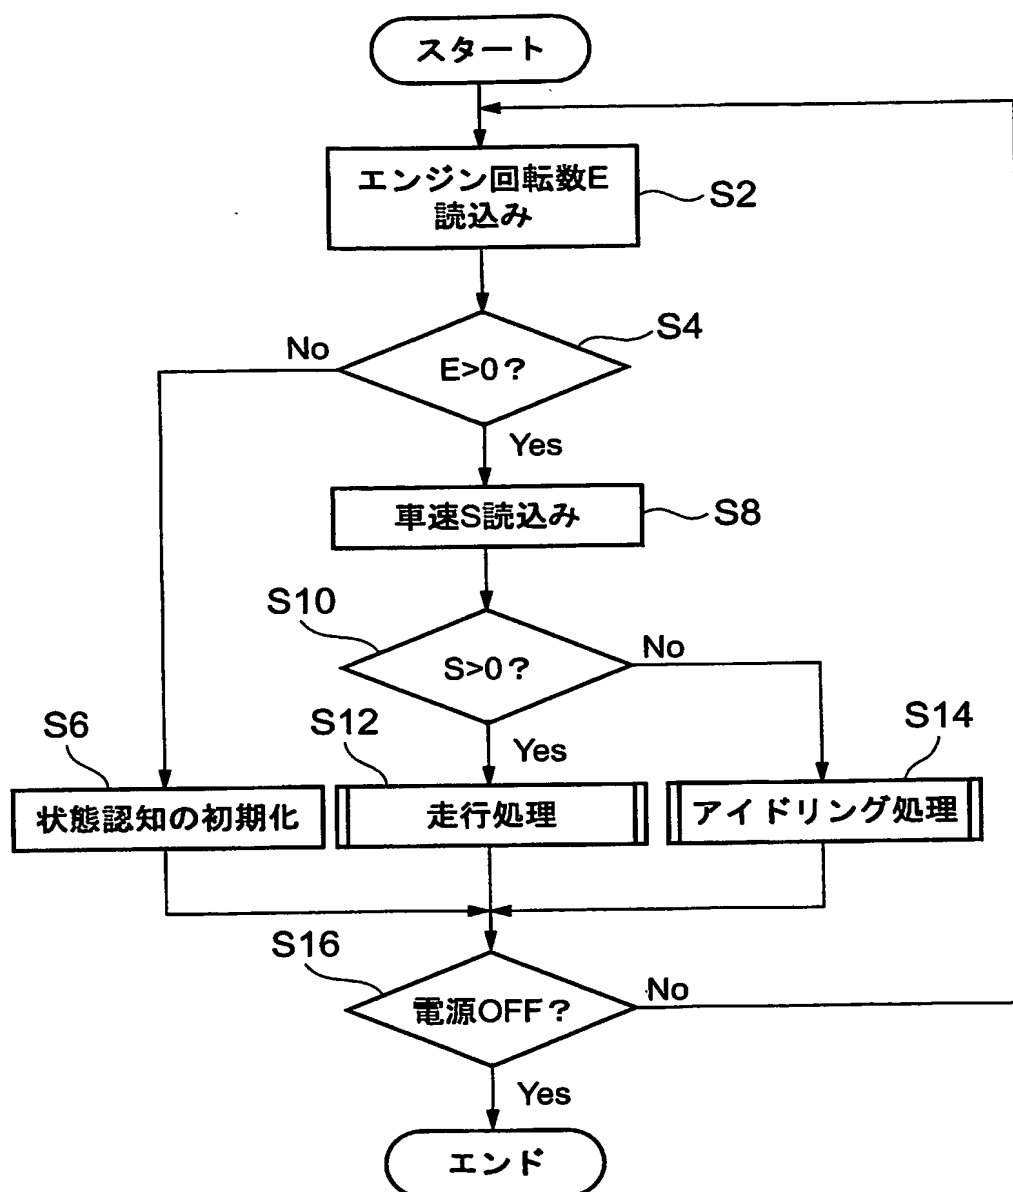 スタート
エンジン回転数E
読込み
S2
S4
No
E>0?
Yes
車速S読込み
S8
S10
S>0?
No
S6
S12
Yes
S14
状態認知の初期化
走行処理
アイドリング処理
S16
電源OFF?
No
Yes
エンド